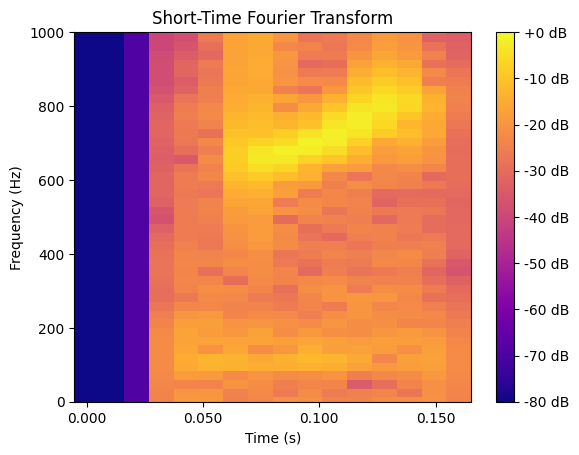 Short-Time Fourier Transform
1000
800
600
400
200
0
Frequency (Hz)
0.000
0.050
0.100
0.150
Time (s)
+0 dB
-10 dB
-20 dB
-30 dB
-40 dB
-50 dB
-60 dB
-70 dB
-80 dB